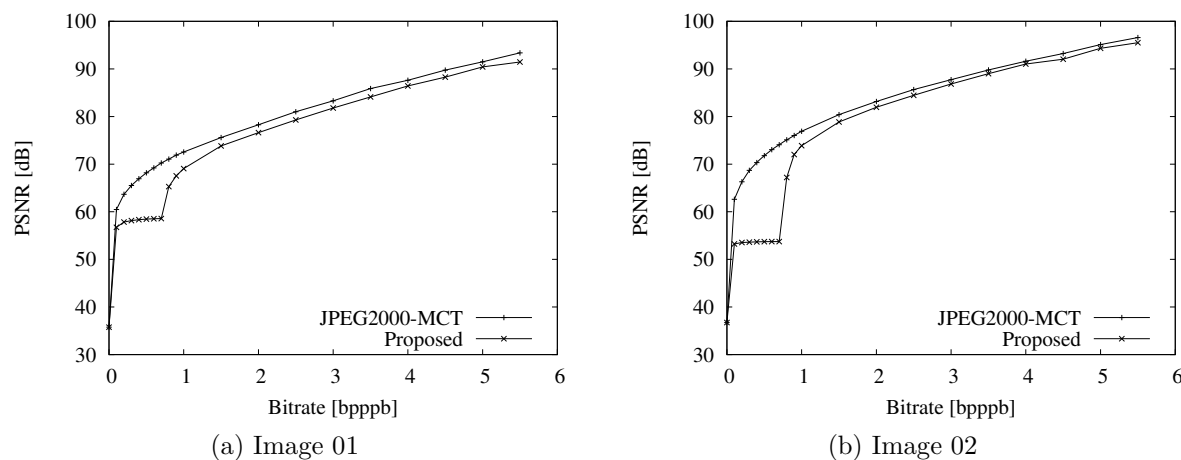 100
90
80
70
60
50
40
30
PSNR [dB]
JPEG2000-MCT
Proposed
0 1 2 3 4 5 6
Bitrate [bpppb]
(a) Image 01
100
90
80
70
60
50
40
30
PSNR [dB]
JPEG2000-MCT
Proposed
0 1 2 3 4 5 6
Bitrate [bpppb]
(b) Image 02